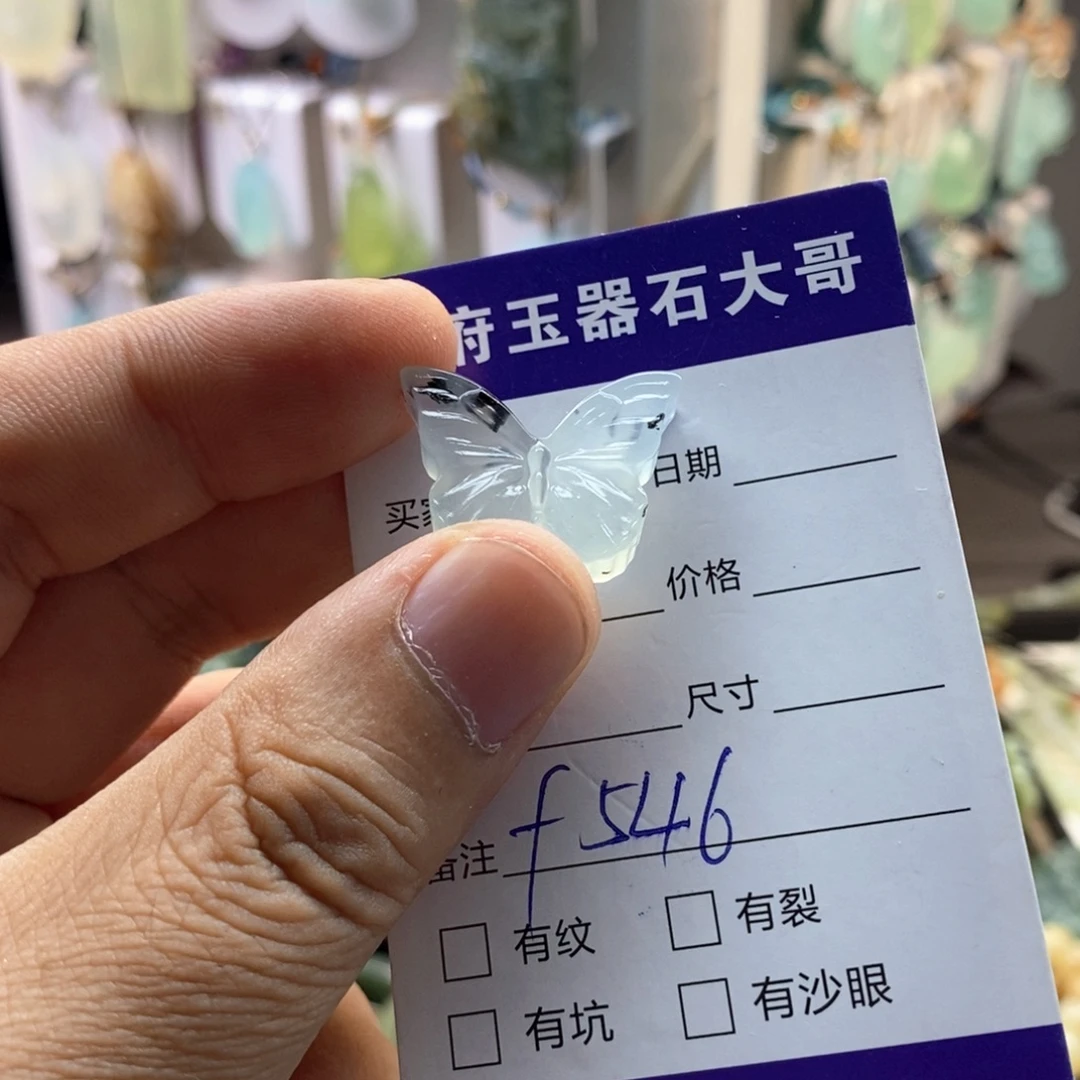 府玉器石大哥
日期
买家
价格
尺寸
备注 f 546
有纹 有裂
有坑 有沙眼